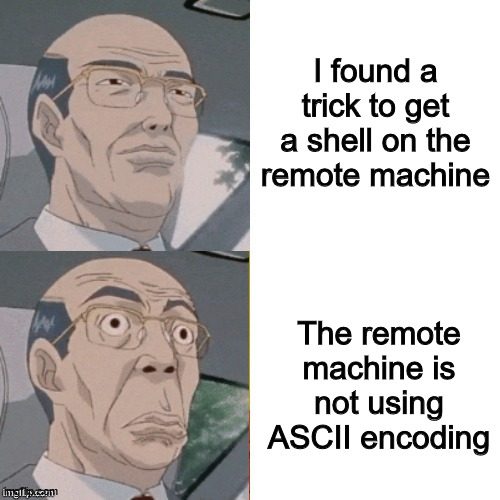 I found a
trick to get
a shell on the
remote machine
The remote
machine is
not using
ASCII encoding
imgflip.com